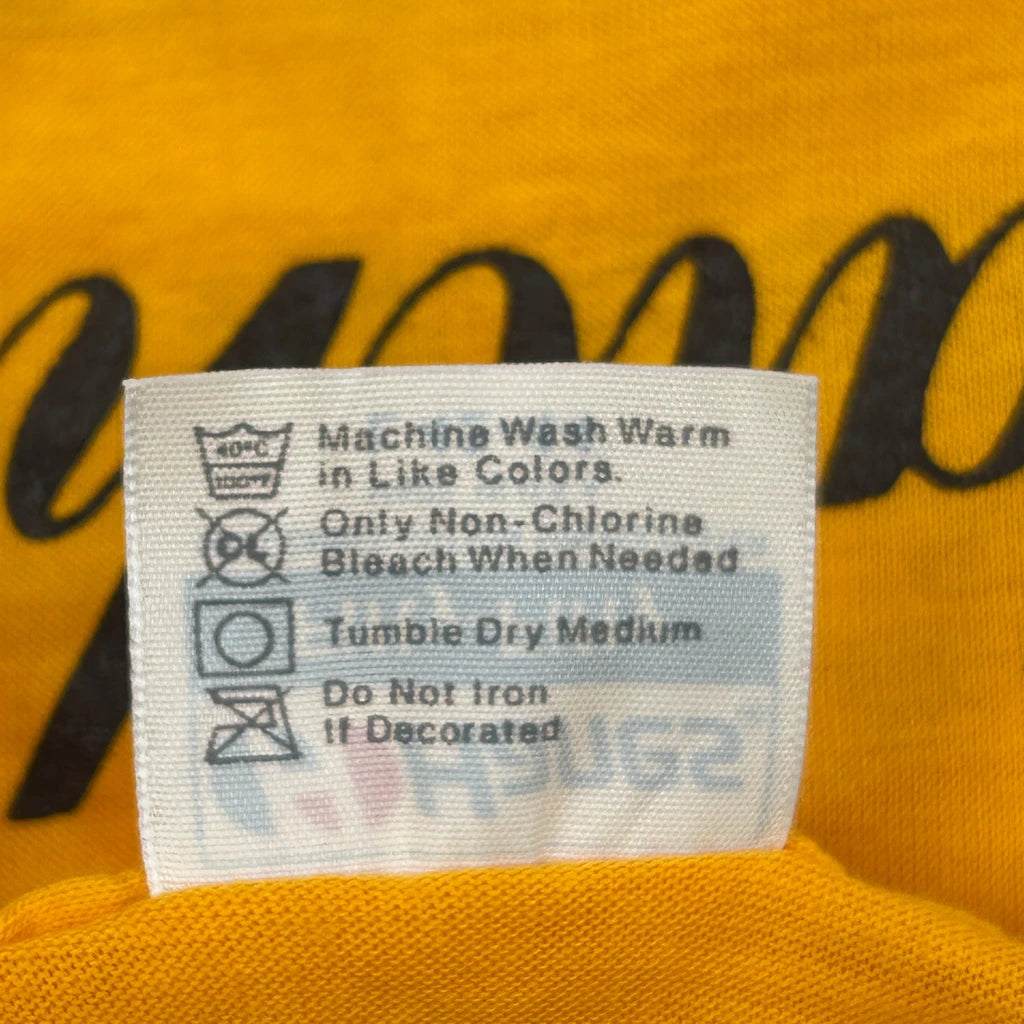 40°C
Machine Wash Warm
in Like Colors.
CL
Only Non-Chlorine
Bleach When Needed
Tumble Dry Medium
Do Not Iron
If Decorated